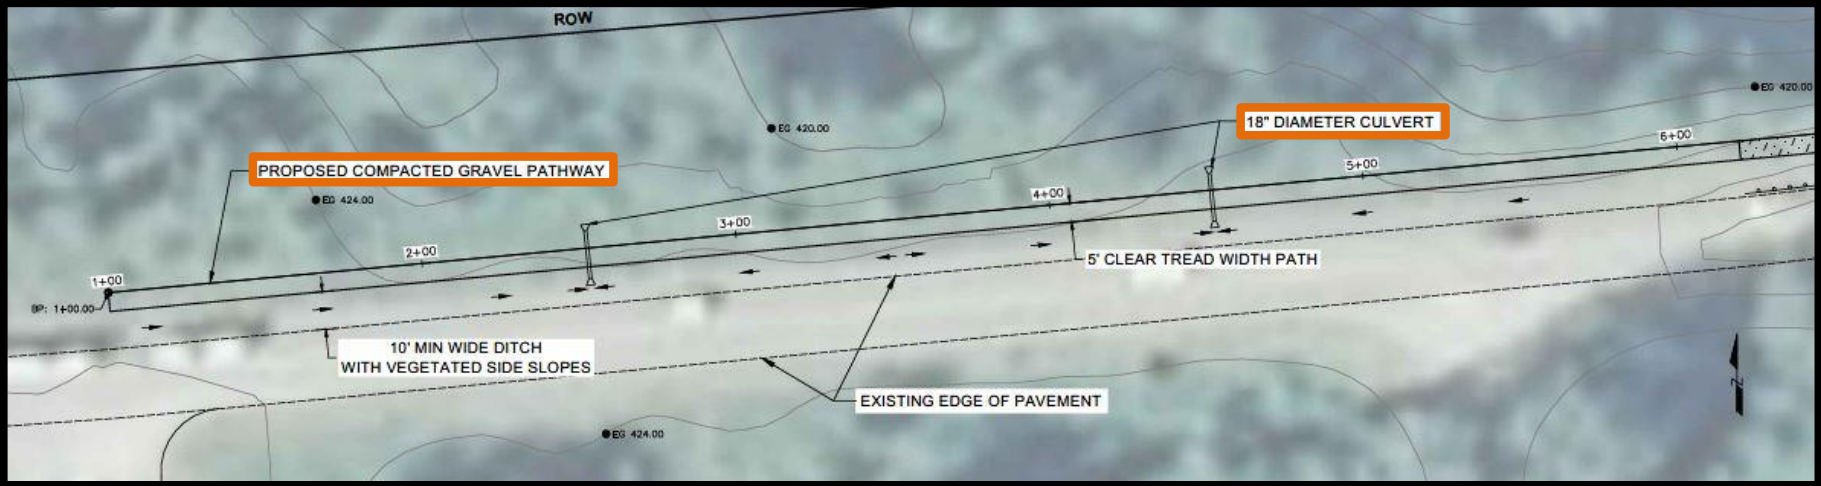 ROW
EG 420.00
EG 420.00
18" DIAMETER CULVERT
6+00
5+00
PROPOSED COMPACTED GRAVEL PATHWAY
4+00
EG 424.00
3+00
2+00
5' CLEAR TREAD WIDTH PATH
1+00
BP: 1+00.00
10' MIN WIDE DITCH
WITH VEGETATED SIDE SLOPES
EXISTING EDGE OF PAVEMENT
EG 424.00
N